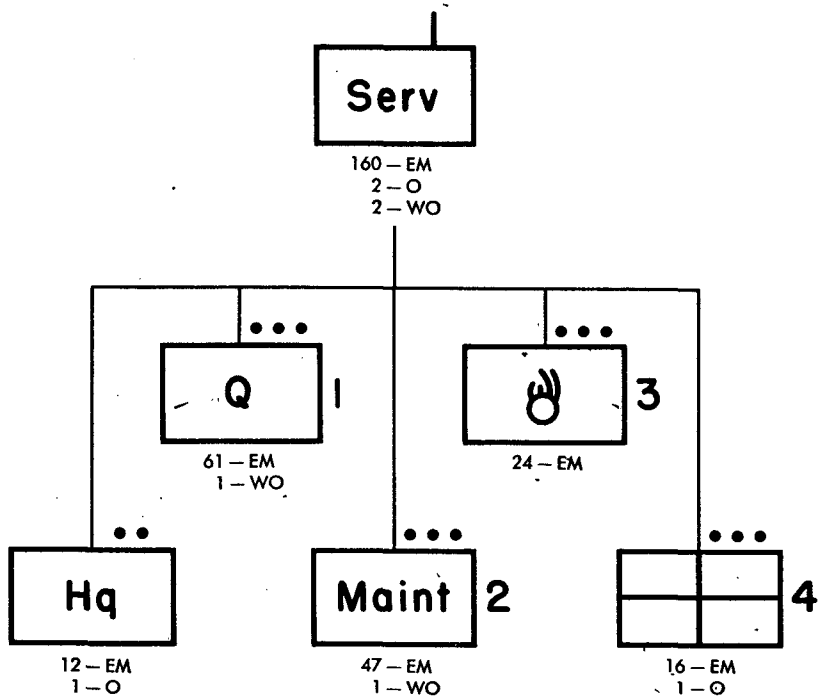 Serv
160 — EM
2 — O
2 — WO
Q 1
61 — EM
1 — WO
3
24 — EM
Hq
12 — EM
1 — O
Maint 2
47 — EM
1 — WO
4
16 — EM
1 — O